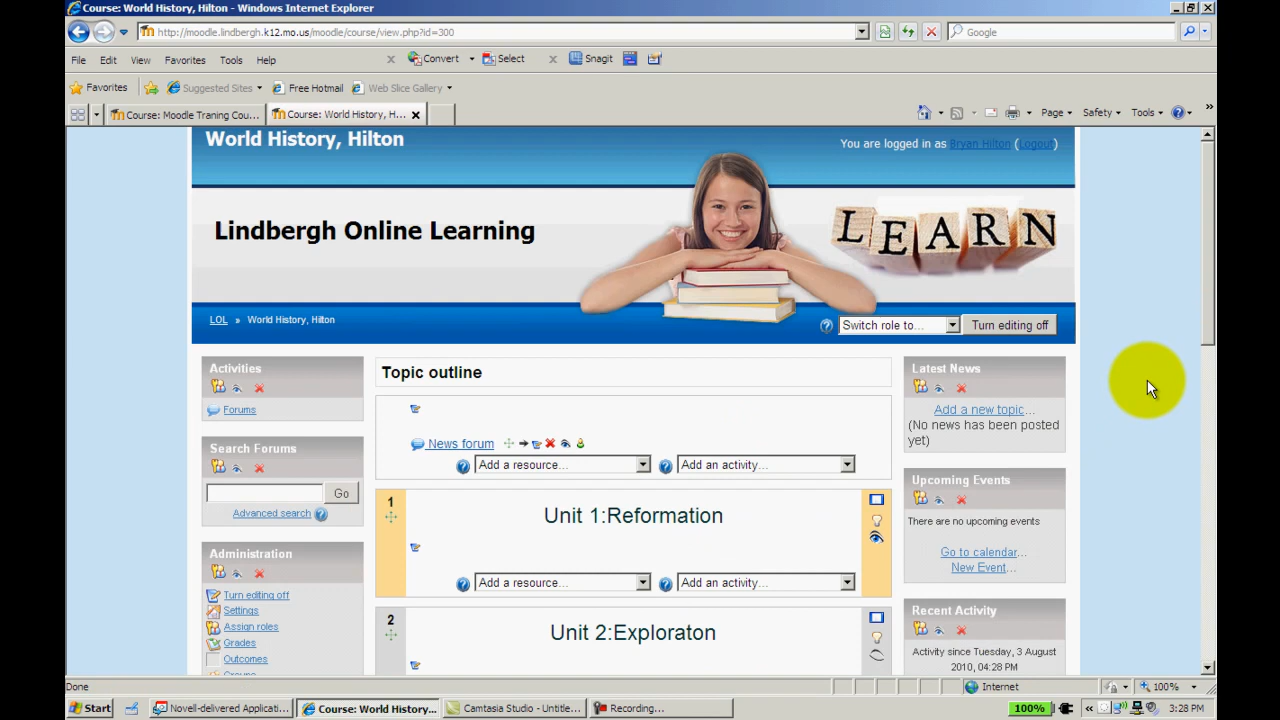 Course: World History, Hilton - Windows Internet Explorer
http://moodle.lindbergh.k12.mo.us/moodle/course/view.php?id=300
Google
File Edit View Favorites Tools Help
Convert Select Snagit
Favorites Suggested Sites Free Hotmail Web Slice Gallery
Course: Moodle Traning Cou... Course: World History, H... Page Safety Tools
World History, Hilton
You are logged in as Bryan Hilton (Logout)
Lindbergh Online Learning
LEARN
LOL » World History, Hilton
Switch role to... Turn editing off
Activities
Forums
Search Forums
Go
Advanced search
Administration
Turn editing off
Settings
Assign roles
Grades
Outcomes
Topic outline
News forum
Add a resource... Add an activity...
1
Unit 1:Reformation
Add a resource... Add an activity...
2
Unit 2:Exploraton
Latest News
Add a new topic...
(No news has been posted
yet)
Upcoming Events
There are no upcoming events
Go to calendar...
New Event...
Recent Activity
Activity since Tuesday, 3 August
2010, 04:28 PM
Done Internet 100%
Start Novell-delivered Applicati... Course: World History... Camtasia Studio - Untitle... Recording... 100% « 3:28 PM